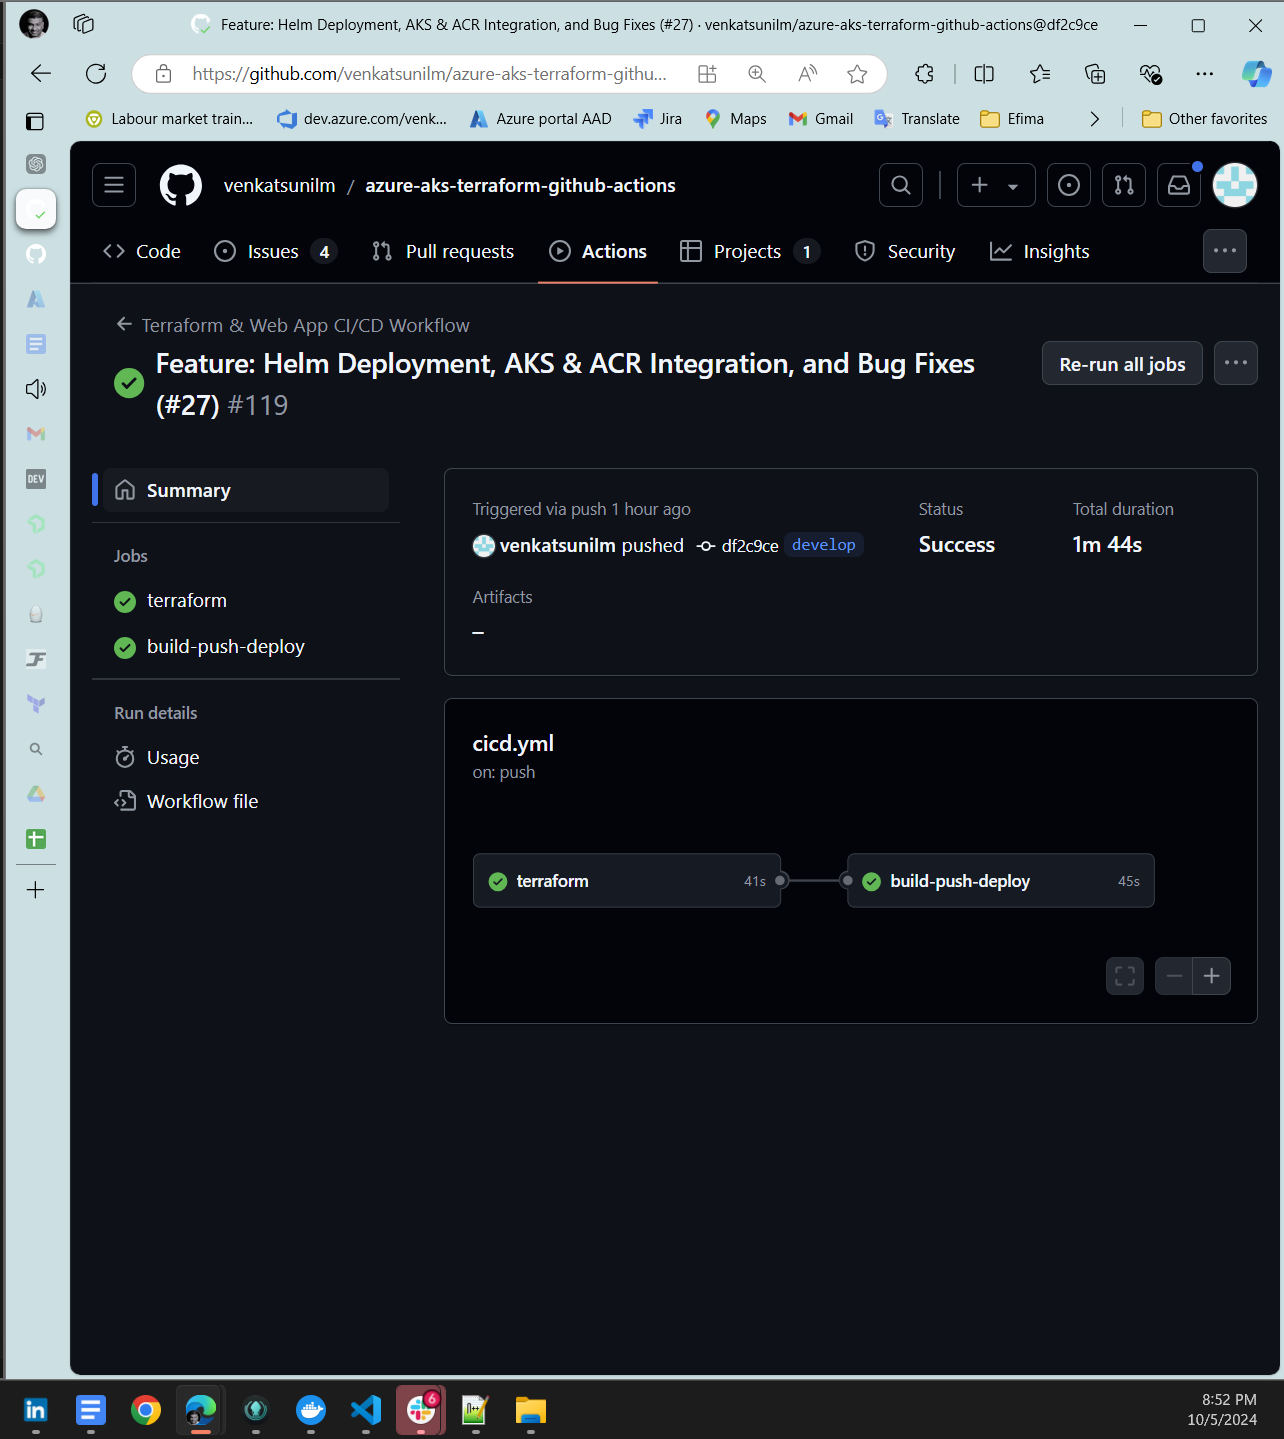 Feature: Helm Deployment, AKS & ACR Integration, and Bug Fixes (#27) · venkatsunilm/azure-aks-terraform-github-actions@df2c9ce
https://github.com/venkatsunilm/azure-aks-terraform-githu...
Labour market train...
dev.azure.com/venk...
Azure portal AAD
Jira
Maps
Gmail
Translate
Efima
Other favorites
venkatsunilm / azure-aks-terraform-github-actions
Code
Issues 4
Pull requests
Actions
Projects 1
Security
Insights
Terraform & Web App CI/CD Workflow
Feature: Helm Deployment, AKS & ACR Integration, and Bug Fixes
(#27) #119
Re-run all jobs
Summary
Jobs
terraform
build-push-deploy
Run details
Usage
Workflow file
Triggered via push 1 hour ago
venkatsunilm pushed df2c9ce develop
Status
Success
Total duration
1m 44s
Artifacts
–
cicd.yml
on: push
terraform 41s
build-push-deploy 45s
DEV
in
6
8:52 PM
10/5/2024